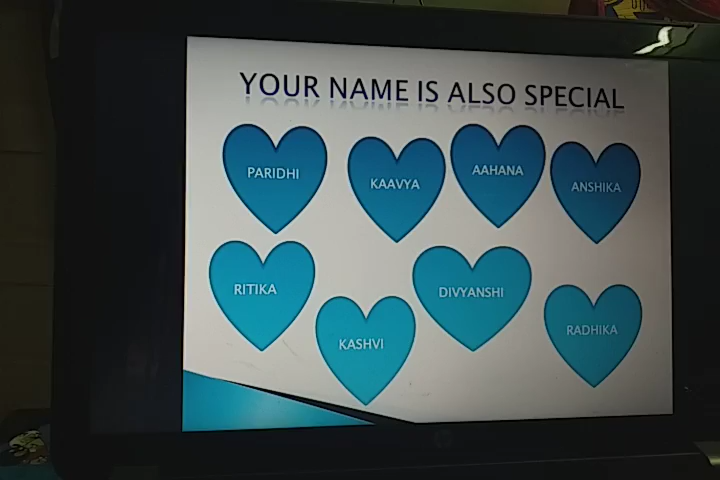 YOUR NAME IS ALSO SPECIAL
PARIDHI
KAAVYA
AAHANA
ANSHIKA
RITIKA
KASHVI
DIVYANSHI
RADHIKA